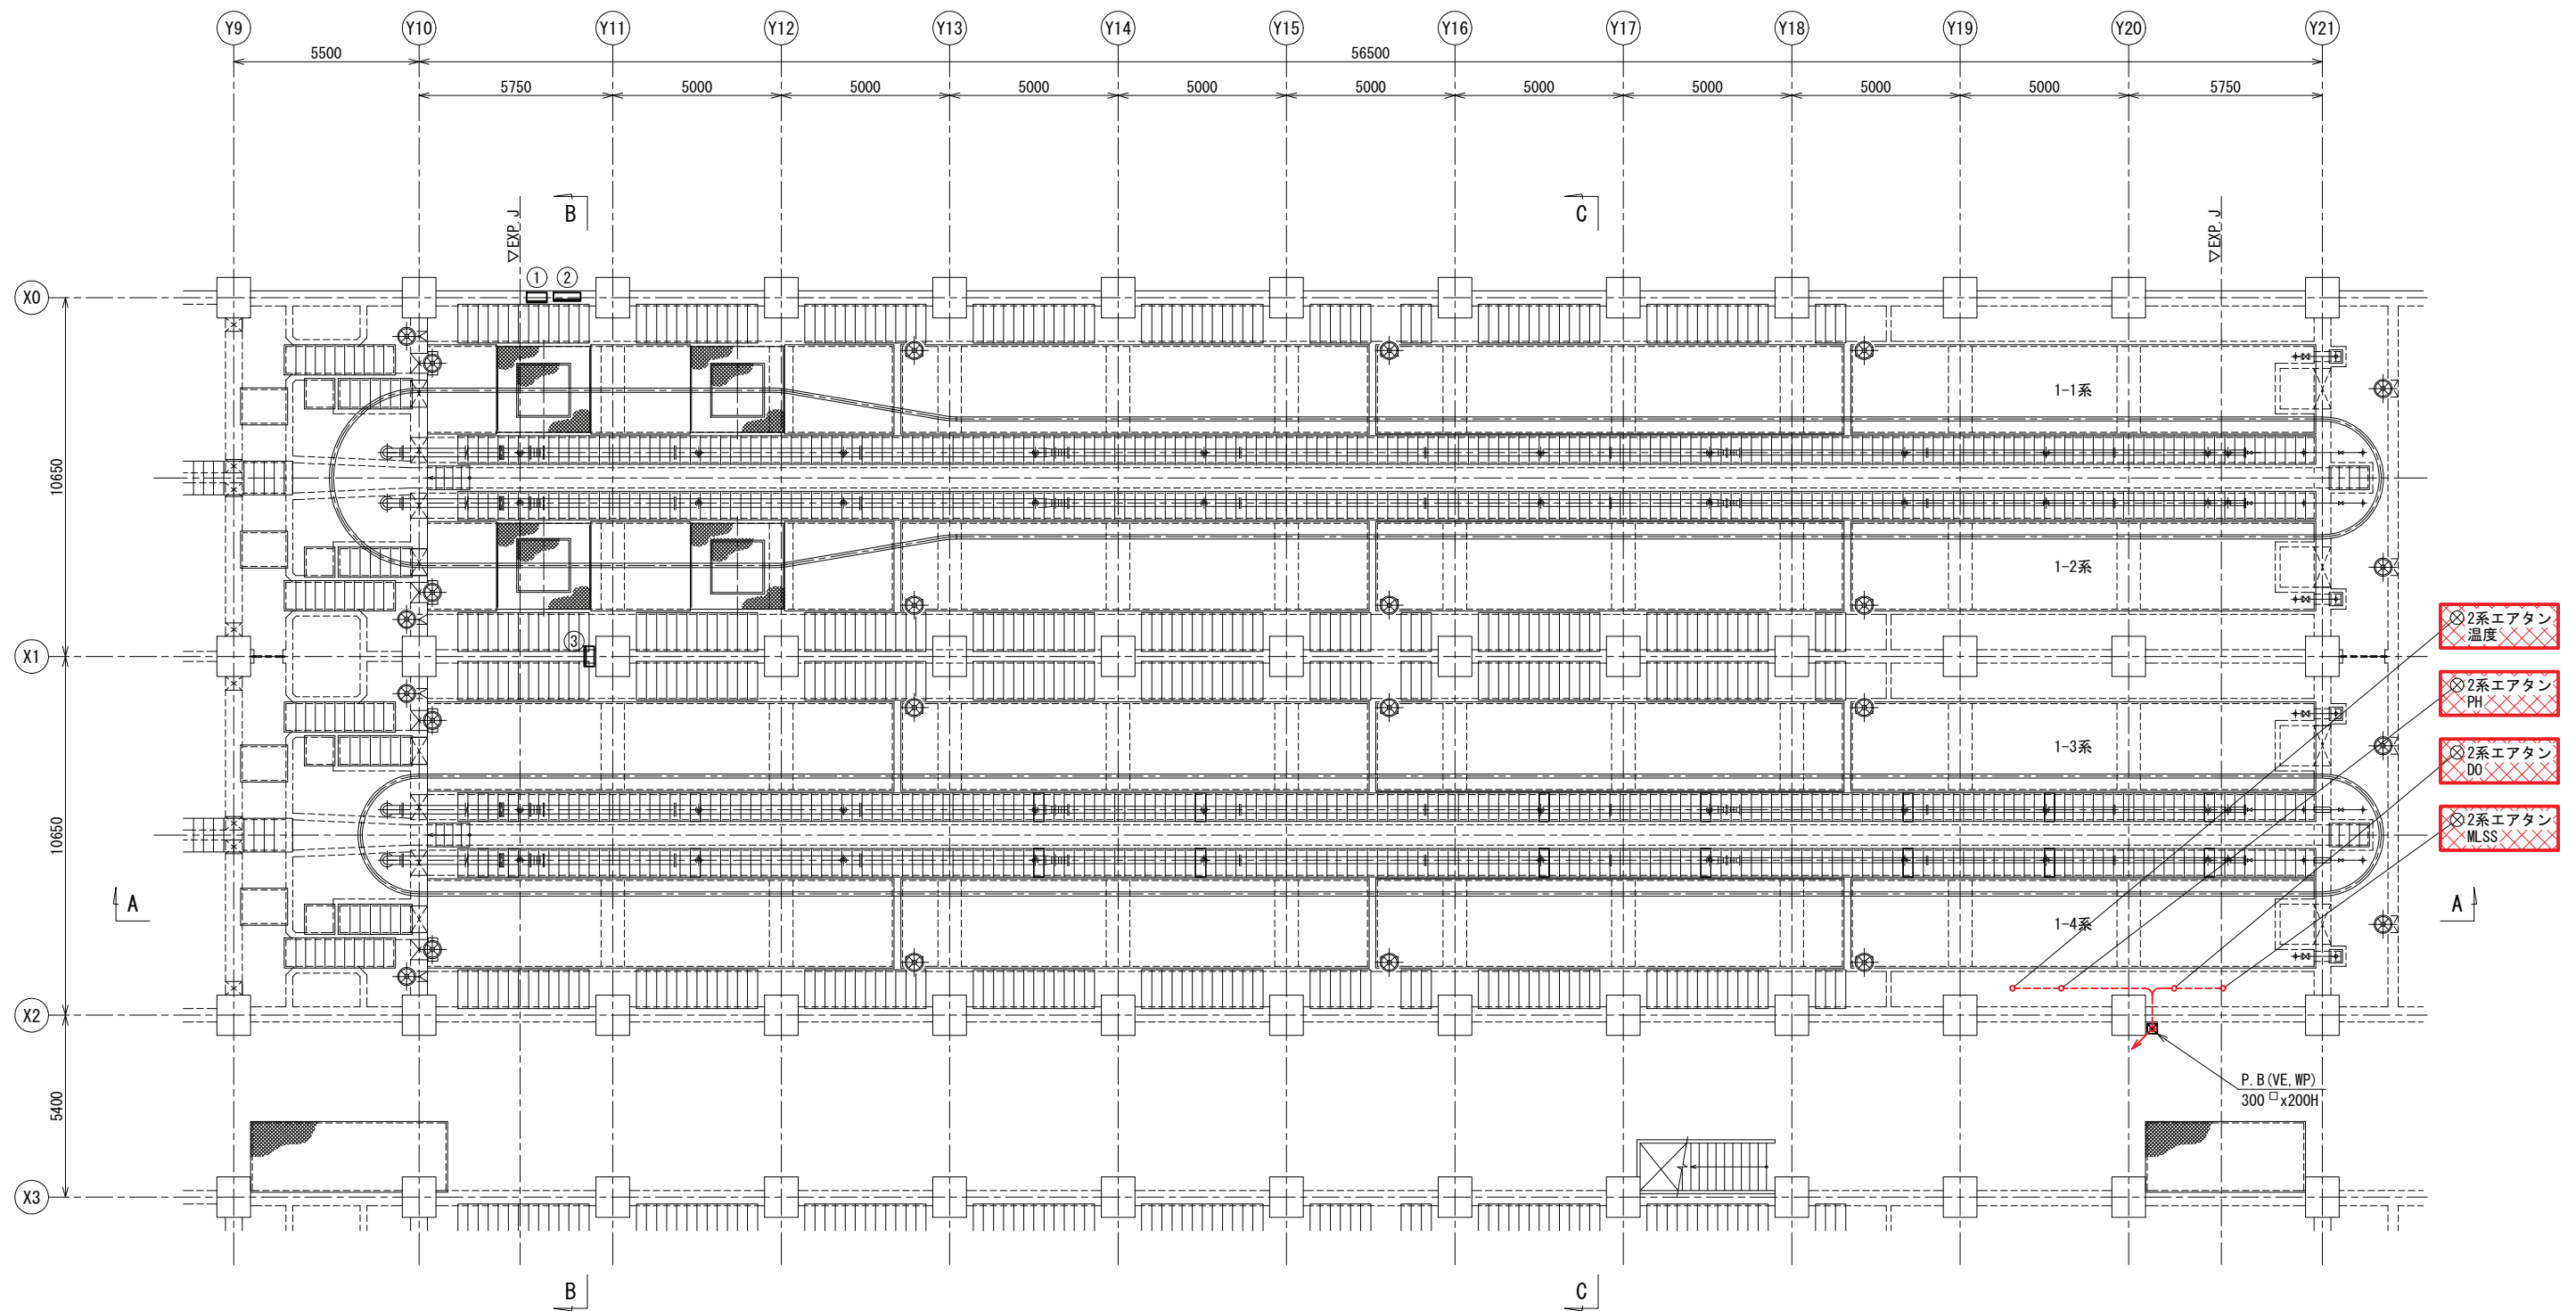 Y9 Y10 Y11 Y12 Y13 Y14 Y15 Y16 Y17 Y18 Y19 Y20 Y21
5500 56500
5750 5000 5000 5000 5000 5000 5000 5000 5000 5000 5750
B C
▽EXP.J ▽EXP.J
① ②
X0
1-1系
10650
1-2系
2系エアタン
温度
③
X1
2系エアタン
PH
1-3系
2系エアタン
DO
2系エアタン
MLSS
10650
A A
1-4系
X2
P.B(VE,WP)
300□x200H
5400
X3
B C